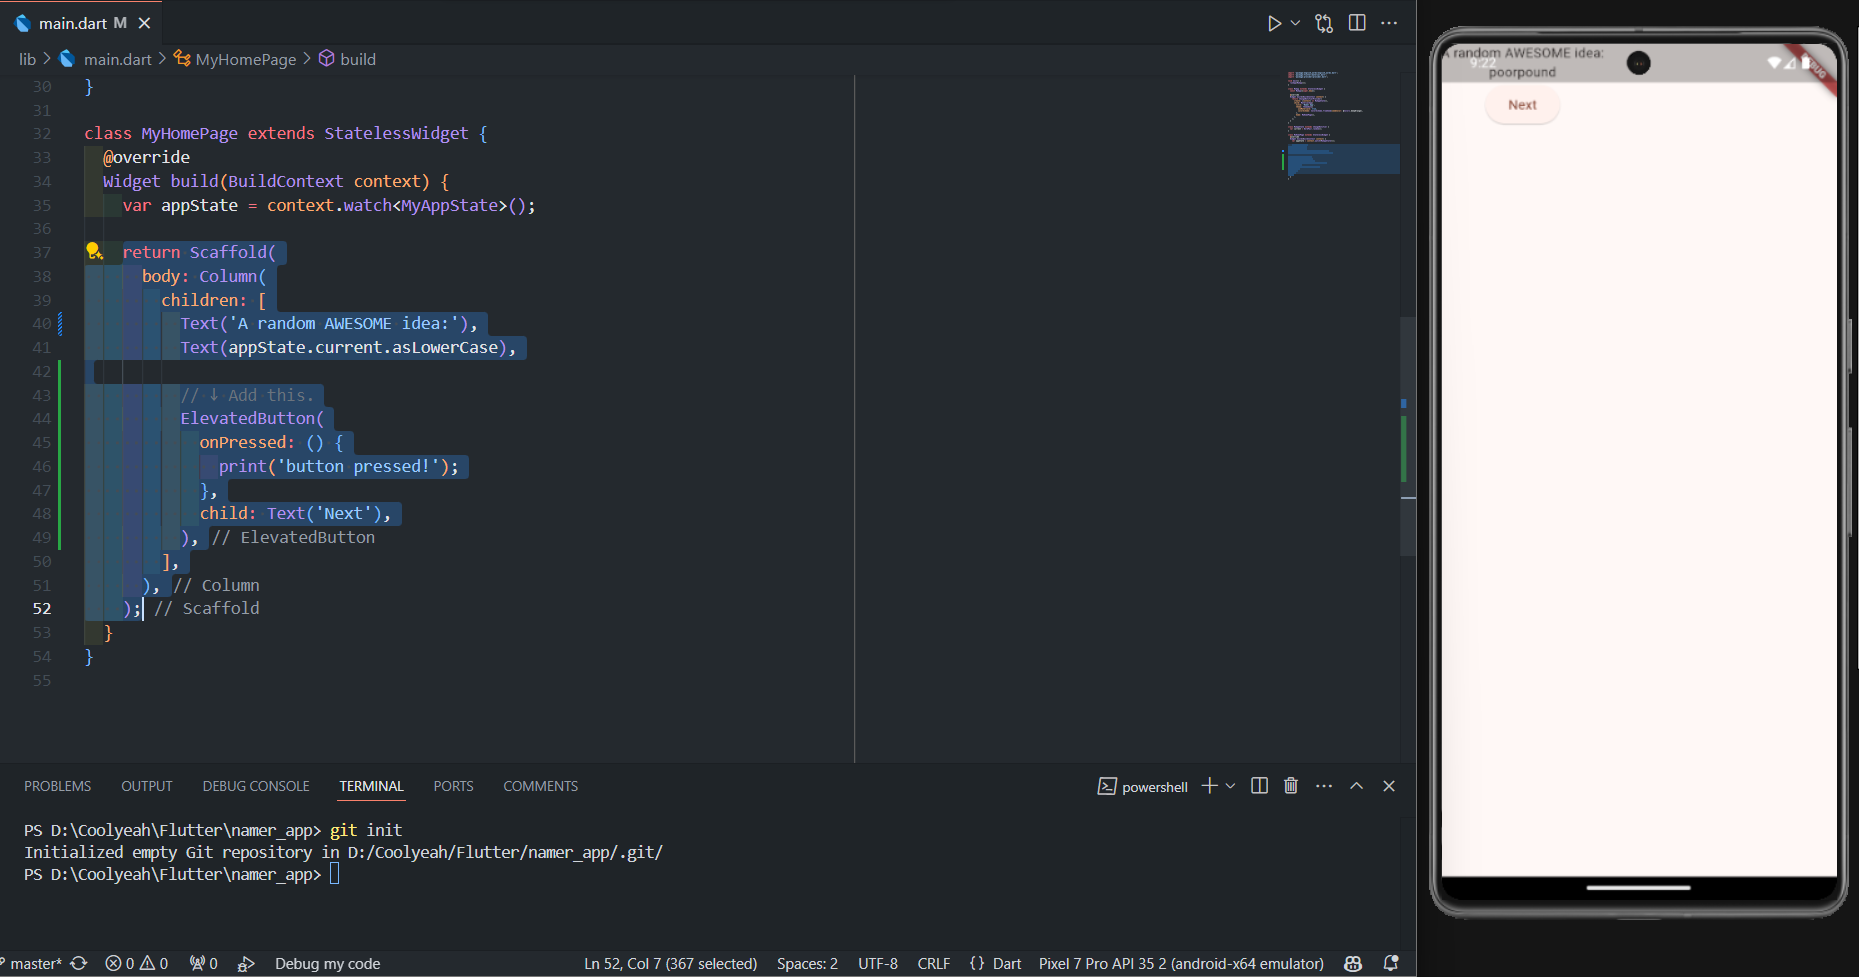 main.dart M
lib > main.dart > MyHomePage > build
30 }
31
32 class MyHomePage extends StatelessWidget {
33 @override
34 Widget build(BuildContext context) {
35 var appState = context.watch<MyAppState>();
36
37 return Scaffold(
38 body: Column(
39 children: [
40 Text('A random AWESOME idea:'),
41 Text(appState.current.asLowerCase),
42
43 // ↓ Add this.
44 ElevatedButton(
45 onPressed: () {
46 print('button pressed!');
47 },
48 child: Text('Next'),
49 ), // ElevatedButton
50 ],
51 ), // Column
52 ); // Scaffold
53 }
54 }
55
PROBLEMS OUTPUT DEBUG CONSOLE TERMINAL PORTS COMMENTS
powershell
PS D:\Coolyeah\Flutter\namer_app> git init
Initialized empty Git repository in D:/Coolyeah/Flutter/namer_app/.git/
PS D:\Coolyeah\Flutter\namer_app>
master* 0 0 0 Debug my code Ln 52, Col 7 (367 selected) Spaces: 2 UTF-8 CRLF {} Dart Pixel 7 Pro API 35 2 (android-x64 emulator)
A random AWESOME idea:
9:22
poorpound
Next